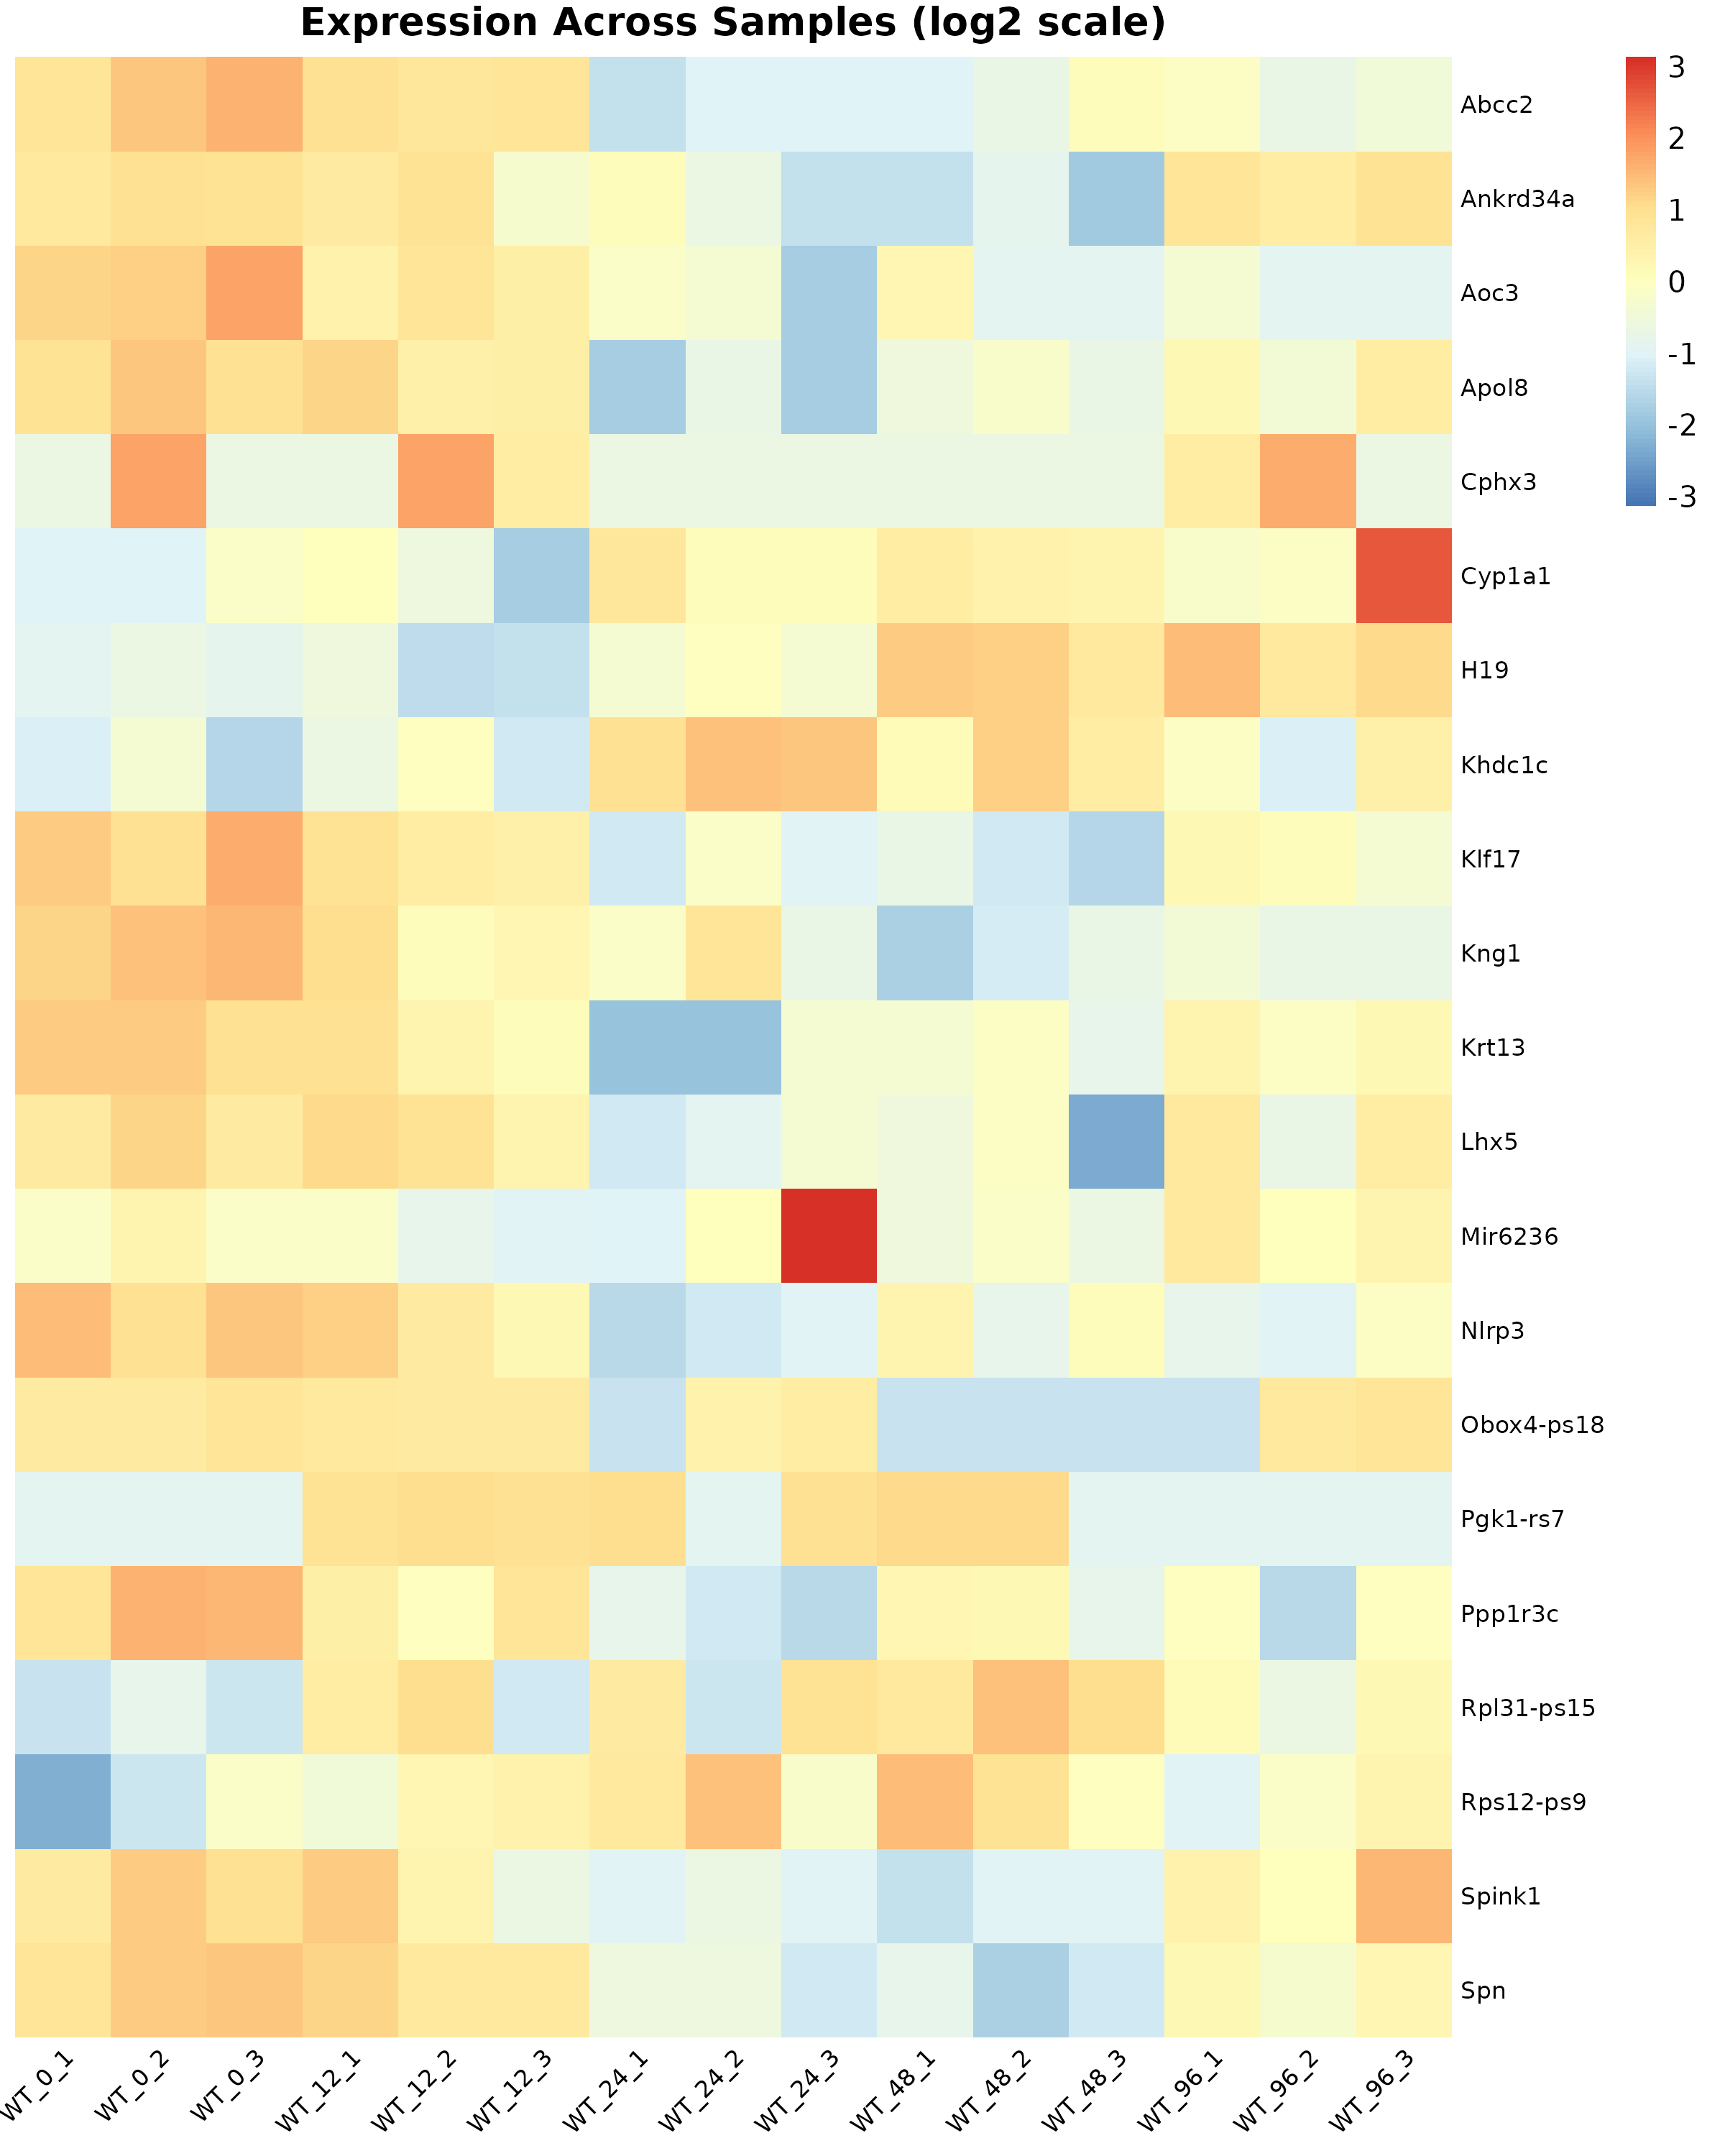 Expression Across Samples (log2 scale)
3
2
1
0
-1
-2
-3
Abcc2
Ankrd34a
Aoc3
Apol8
Cphx3
Cyp1a1
H19
Khdc1c
Klf17
Kng1
Krt13
Lhx5
Mir6236
Nlrp3
Obox4-ps18
Pgk1-rs7
Ppp1r3c
Rpl31-ps15
Rps12-ps9
Spink1
Spn
WT_0_1
WT_0_2
WT_0_3
WT_12_1
WT_12_2
WT_12_3
WT_24_1
WT_24_2
WT_24_3
WT_48_1
WT_48_2
WT_48_3
WT_96_1
WT_96_2
WT_96_3